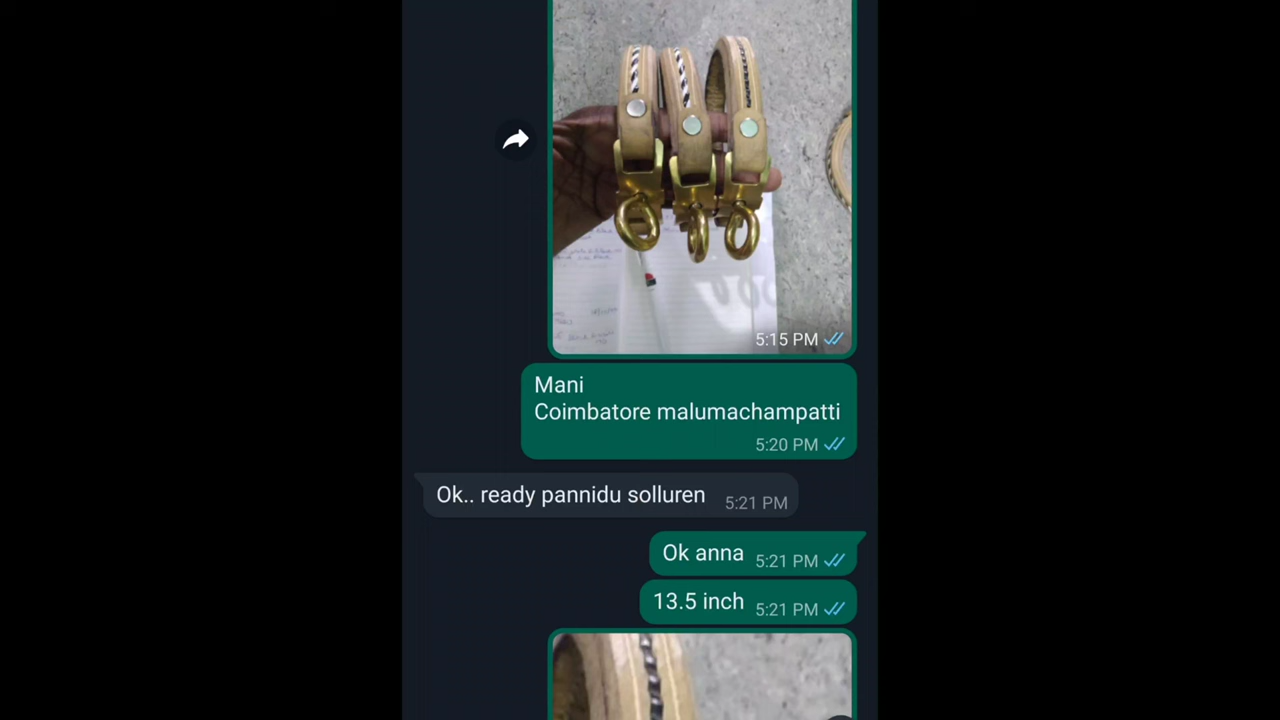 5:15 PM
Mani
Coimbatore malumachampatti
5:20 PM
Ok.. ready pannidu solluren 5:21 PM
Ok anna 5:21 PM
13.5 inch 5:21 PM